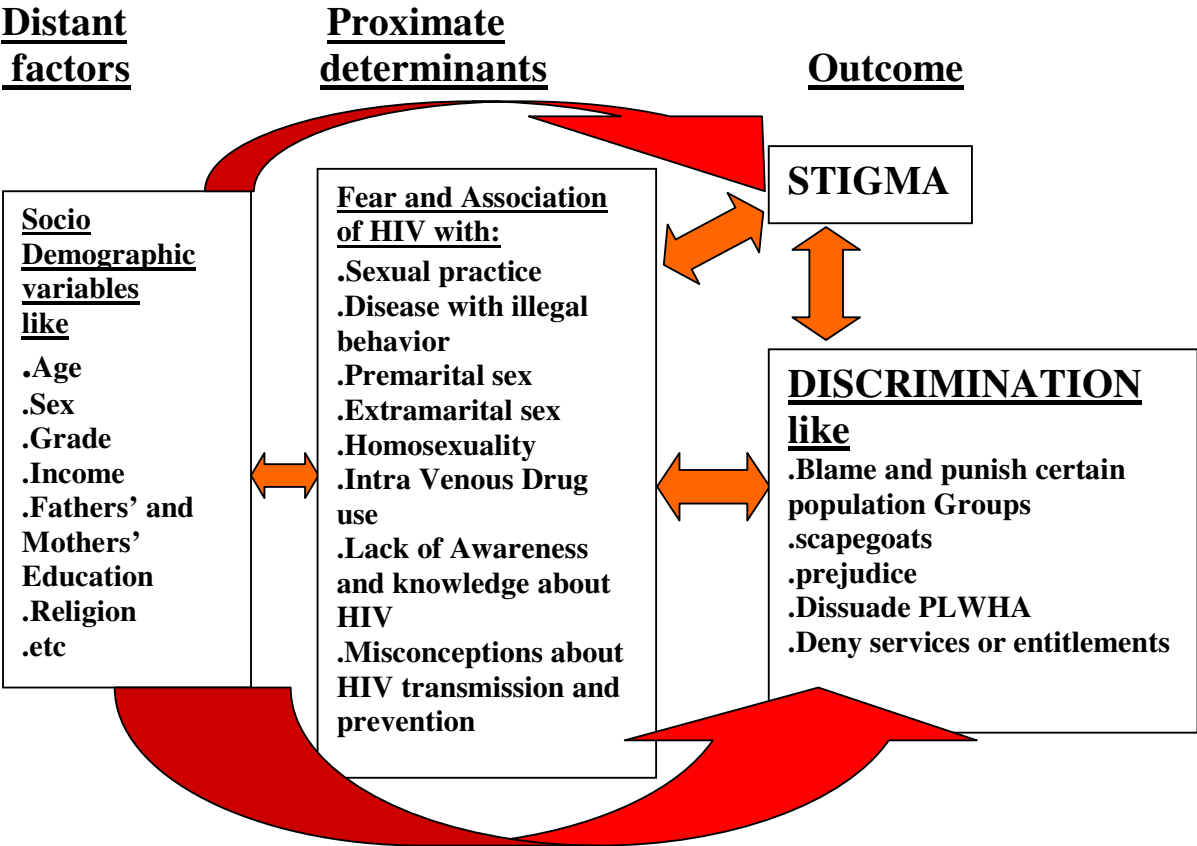 Distant
factors
Proximate
determinants
Outcome
Socio
Demographic
variables
like
.Age
.Sex
.Grade
.Income
.Fathers’ and
Mothers’
Education
.Religion
.etc
Fear and Association
of HIV with:
.Sexual practice
.Disease with illegal
behavior
.Premarital sex
.Extramarital sex
.Homosexuality
.Intra Venous Drug
use
.Lack of Awareness
and knowledge about
HIV
.Misconceptions about
HIV transmission and
prevention
STIGMA
DISCRIMINATION
like
.Blame and punish certain
population Groups
.scapegoats
.prejudice
.Dissuade PLWHA
.Deny services or entitlements